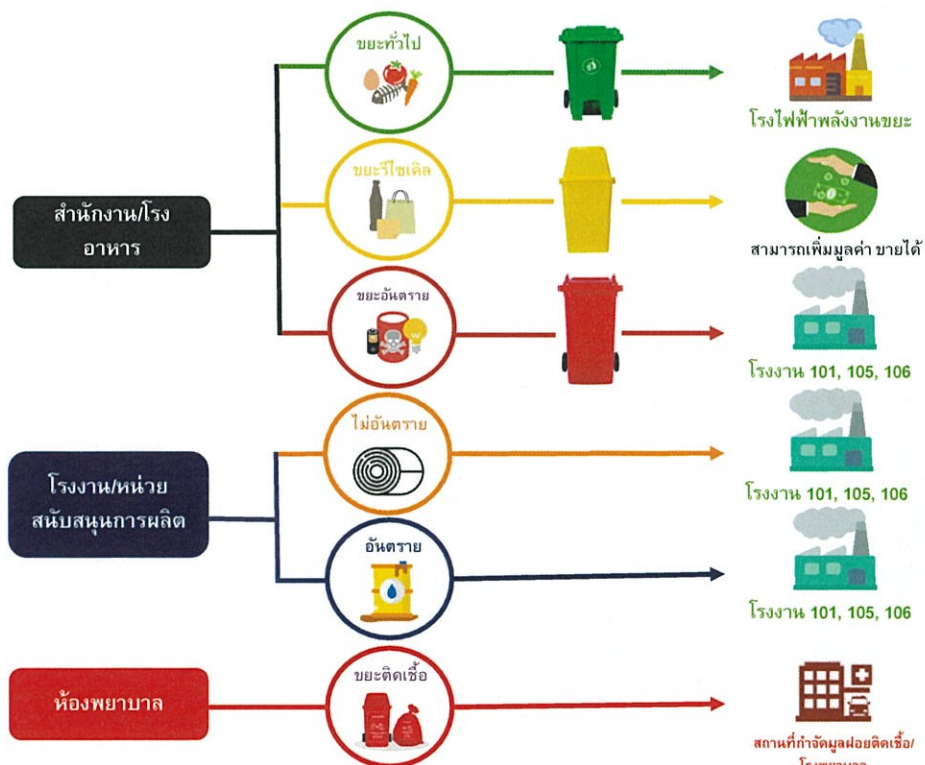 ขยะทั่วไป
โรงไฟฟ้าพลังงานขยะ
สำนักงาน/โรง
อาหาร
ขยะรีไซเคิล
สามารถเพิ่มมูลค่า ขายได้
ขยะอันตราย
โรงงาน 101, 105, 106
โรงงาน/หน่วย
สนับสนุนการผลิต
ไม่อันตราย
โรงงาน 101, 105, 106
อันตราย
โรงงาน 101, 105, 106
ห้องพยาบาล
ขยะติดเชื้อ
สถานที่กำจัดมูลฝอยติดเชื้อ/
โรงพยาบาล